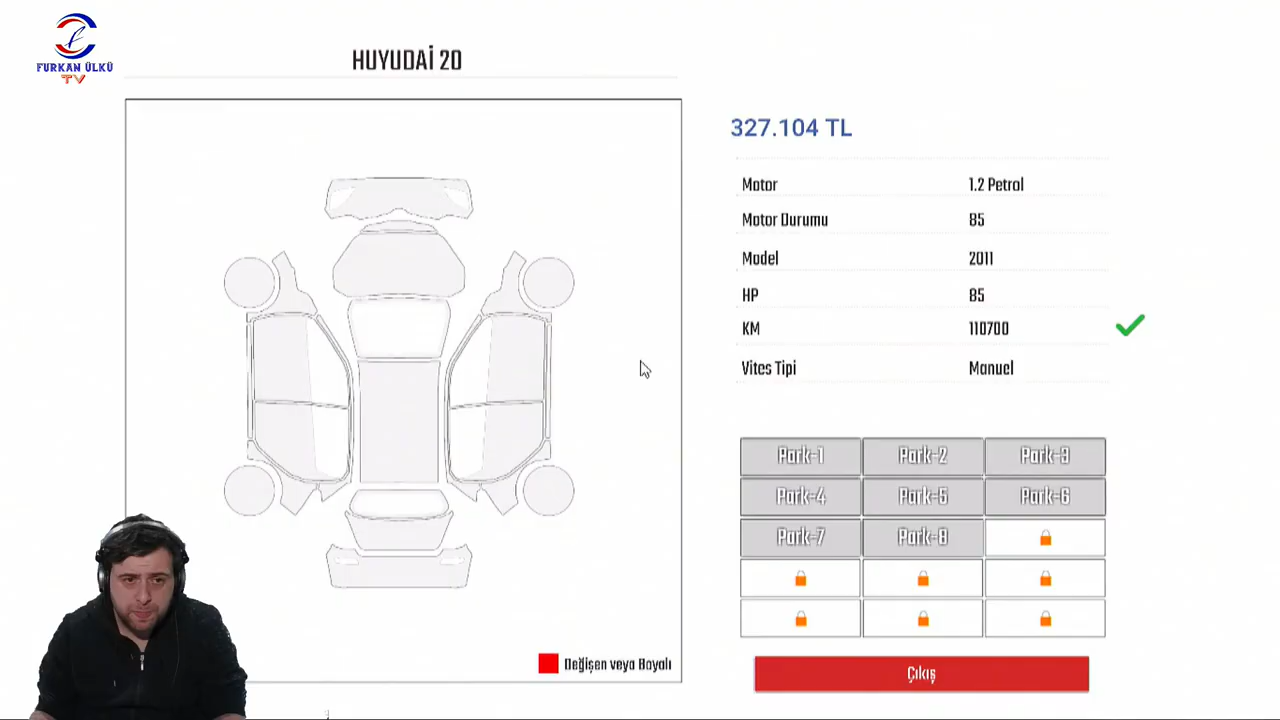 FURKAN ÜLKÜ
TV
HUYUDAİ 20
327.104 TL
Motor 1.2 Petrol
Motor Durumu 85
Model 2011
HP 85
KM 110700
Vites Tipi Manuel
Park-1 Park-2 Park-3
Park-4 Park-5 Park-6
Park-7 Park-8
Değişen veya Boyalı
Çıkış